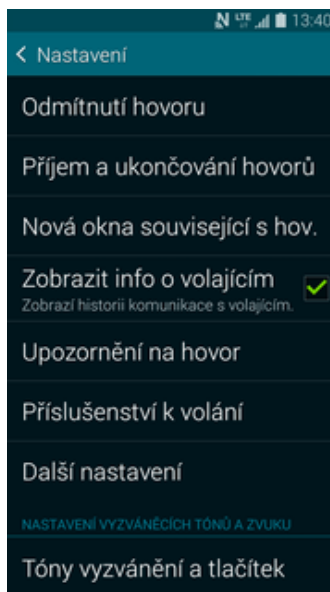 LTE 13:40
Nastavení
Odmítnutí hovoru
Příjem a ukončování hovorů
Nová okna související s hov.
Zobrazit info o volajícím
Zobrazí historii komunikace s volajícím.
Upozornění na hovor
Příslušenství k volání
Další nastavení
NASTAVENÍ VYZVÁNĚCÍCH TÓNŮ A ZVUKU
Tóny vyzvánění a tlačítek